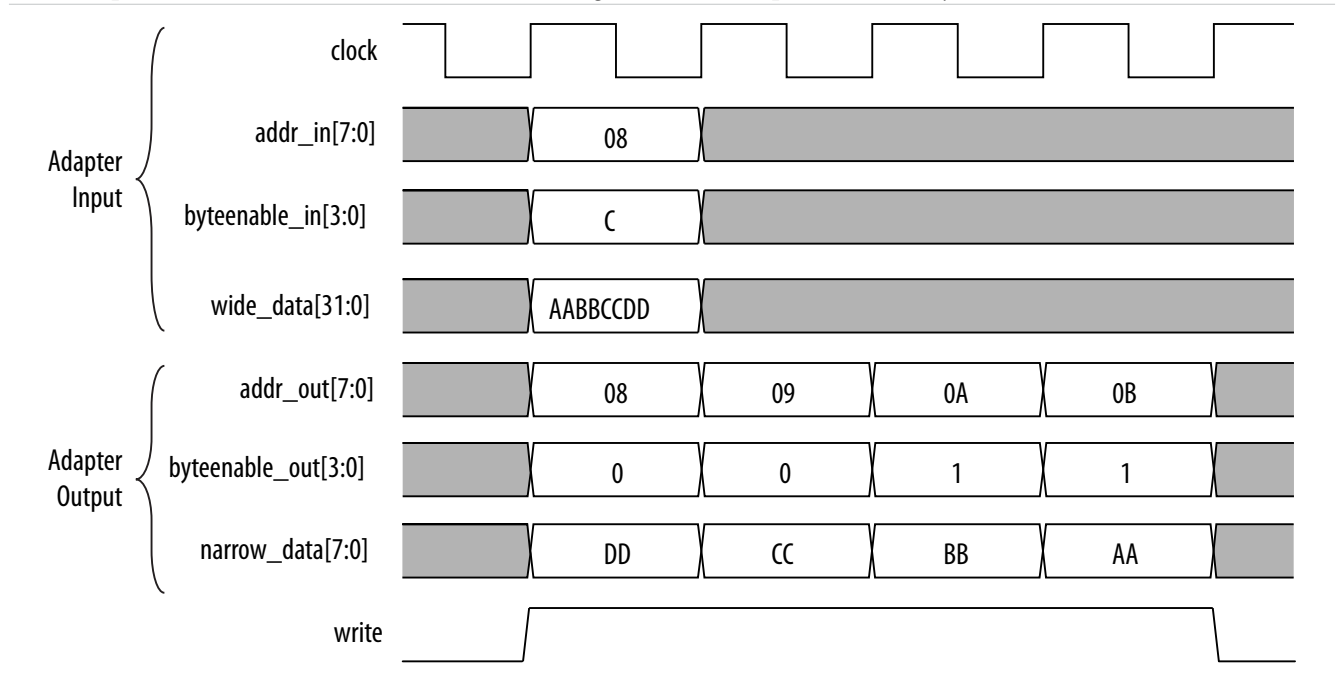 clock
addr_in[7:0]
08
Adapter
Input
byteenable_in[3:0]
C
wide_data[31:0]
AABBCCDD
addr_out[7:0]
08 09 0A 0B
Adapter
Output
byteenable_out[3:0]
0 0 1 1
narrow_data[7:0]
DD CC BB AA
write